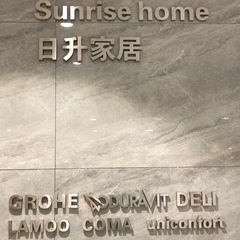 Sunrise home
日升家居
GROHE DURAVIT DELI
LAMOO COMA uniconfort